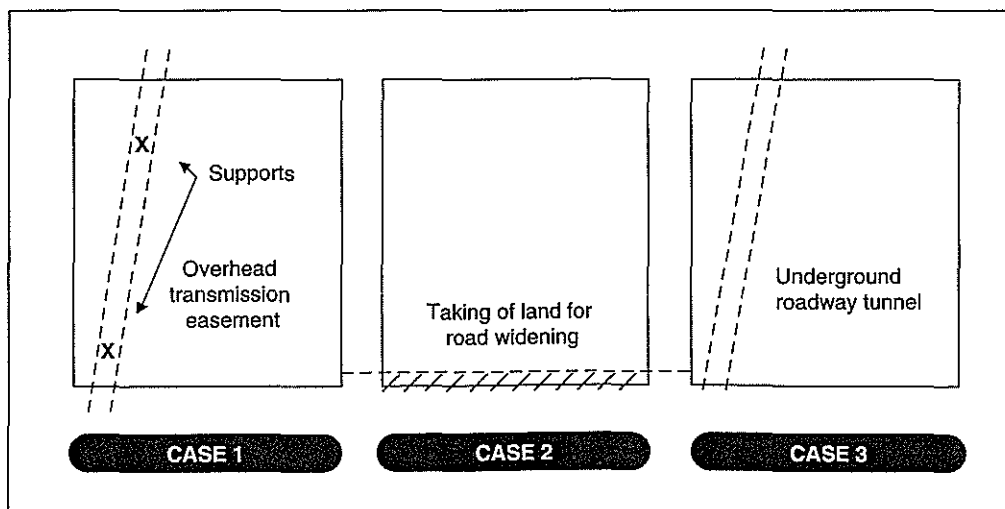 X
Supports
Overhead
transmission
easement
X
CASE 1
Taking of land for
road widening
CASE 2
Underground
roadway tunnel
CASE 3